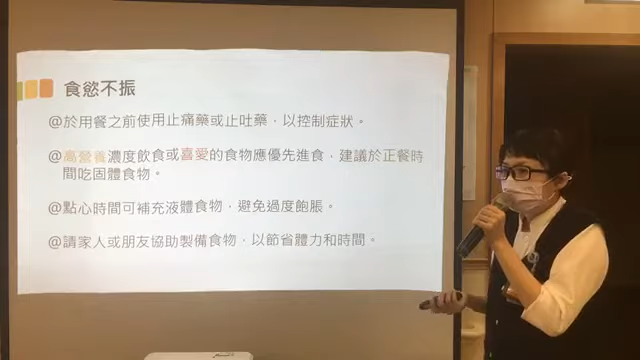 食慾不振
@於用餐之前使用止痛藥或止吐藥，以控制症狀。
@高營養濃度飲食或喜愛的食物應優先進食，建議於正餐時
間吃固體食物。
@點心時間可補充液體食物，避免過度飽脹。
@請家人或朋友協助製備食物，以節省體力和時間。